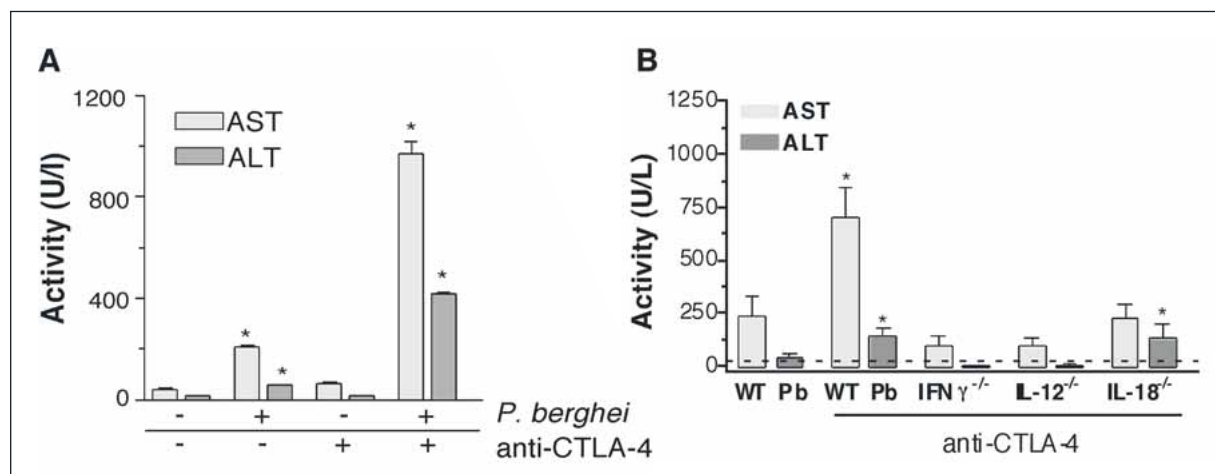 A
1200
800
400
0
Activity (U/l)
AST
ALT
*
*
*
*
- + - + P. berghei
- - + + anti-CTLA-4
B
1250
1000
750
500
250
0
Activity (U/L)
AST
ALT
*
*
*
WT Pb WT Pb IFN γ-/- IL-12-/- IL-18-/-
anti-CTLA-4